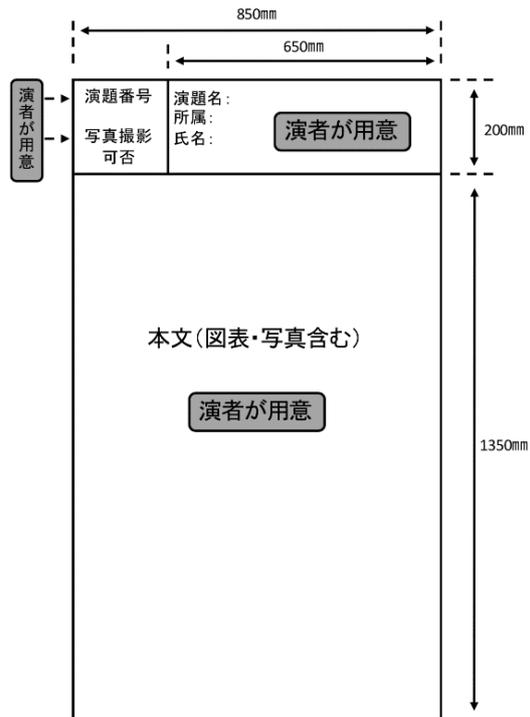 850mm
650mm
演者が用意
演題番号
写真撮影
可否
演題名:
所属:
氏名:
演者が用意
200mm
本文(図表・写真含む)
演者が用意
1350mm